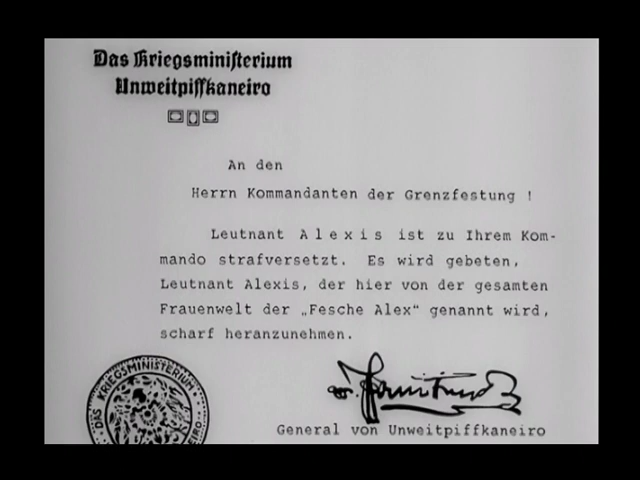 Das Kriegsministerium
Unweitpiffkaneiro
An den
Herrn Kommandanten der Grenzfestung !
Leutnant Alexis ist zu Ihrem Kom-
mando strafversetzt. Es wird gebeten,
Leutnant Alexis, der hier von der gesamten
Frauenwelt der „Fesche Alex“ genannt wird,
scharf heranzunehmen.
DAS KRIEGSMINISTERIUM
General von Unweitpiffkaneiro